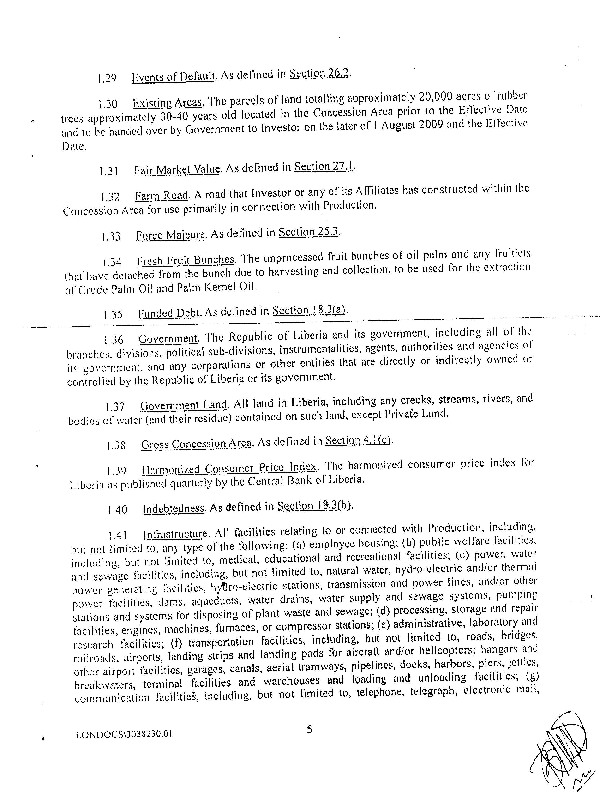 1.29 Events of Default. As defined in Section 26.2.
1.30 Existing Areas. The parcels of land totalling approximately 20,000 acres of rubber
trees approximately 30-40 years old located in the Concession Area prior to the Effective Date
and to be handed over by Government to Investor on the later of 1 August 2009 and the Effective
Date.
1.31 Fair Market Value. As defined in Section 27.1.
1.32 Farm Road. A road that Investor or any of its Affiliates has constructed within the
Concession Area for use primarily in connection with Production.
1.33 Force Majeure. As defined in Section 25.3.
1.34 Fresh Fruit Bunches. The unprocessed fruit bunches of oil palm and any fruitlets
that have detached from the bunch due to harvesting and collection, to be used for the extraction
of Crude Palm Oil and Palm Kernel Oil.
1.35 Funded Debt. As defined in Section 18.3(a).
1.36 Government. The Republic of Liberia and its government, including all of the
branches, divisions, political sub-divisions, instrumentalities, agents, authorities and agencies of
its government, and any corporations or other entities that are directly or indirectly owned or
controlled by the Republic of Liberia or its government.
1.37 Government Land. All land in Liberia, including any creeks, streams, rivers, and
bodies of water (and their residue) contained on such land, except Private Land.
1.38 Gross Concession Area. As defined in Section 4.1(c).
1.39 Harmonized Consumer Price Index. The harmonized consumer price index for
Liberia as published quarterly by the Central Bank of Liberia.
1.40 Indebtedness. As defined in Section 19.3(b).
1.41 Infrastructure. All facilities relating to or connected with Production, including,
but not limited to, any type of the following: (a) employee housing; (b) public welfare facilities,
including, but not limited to, medical, educational and recreational facilities; (c) power, water
and sewage facilities, including, but not limited to, natural water, hydro electric and/or thermal
power generating facilities, hydro-electric stations, transmission and power lines, and/or other
power facilities, dams, aqueducts, water drains, water supply and sewage systems, pumping
stations and systems for disposing of plant waste and sewage; (d) processing, storage and repair
facilities, engines, machines, furnaces, or compressor stations; (e) administrative, laboratory and
research facilities; (f) transportation facilities, including, but not limited to, roads, bridges,
railroads, airports, landing strips and landing pads for aircraft and/or helicopters; hangars and
other airport facilities, garages, canals, aerial tramways, pipelines, docks, harbors, piers, jetties,
breakwaters, terminal facilities and warehouses and loading and unloading facilities; (g)
communication facilities, including, but not limited to, telephone, telegraph, electronic mail,
5